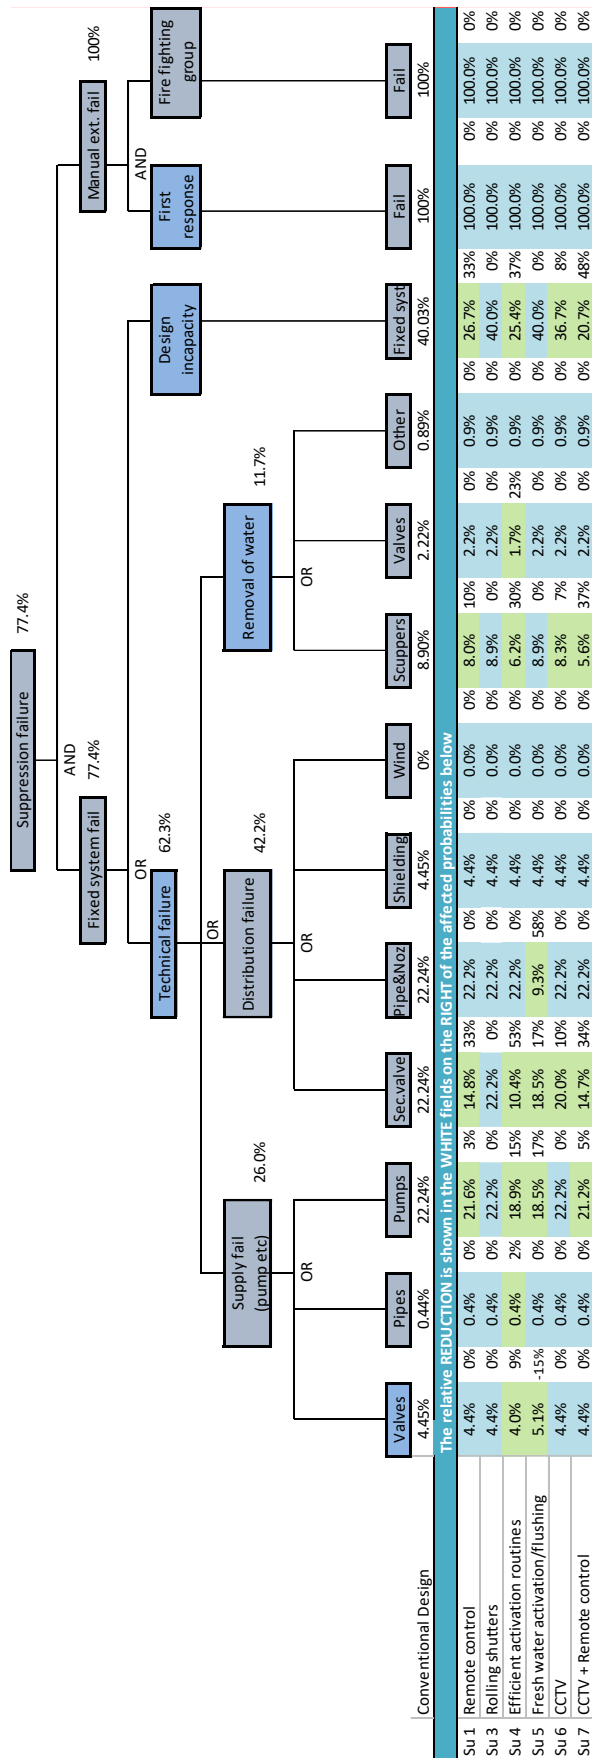 Suppression failure
77.4%
AND
Fixed system fail
77.4%
Manual ext. fail
100%
OR
AND
Technical failure
62.3%
Design
incapacity
First
response
Fire fighting
group
OR
Supply fail
(pump etc)
26.0%
Distribution failure
42.2%
Removal of water
11.7%
OR
OR
OR
Valves
Pipes
Pumps
Sec.valve
Pipe&Noz
Shielding
Wind
Scuppers
Valves
Other
Fixed syst
Fail
Fail
Conventional Design 4.45% 0.44% 22.24% 22.24% 22.24% 4.45% 0% 8.90% 2.22% 0.89% 40.03% 100% 100%
The relative REDUCTION is shown in the WHITE fields on the RIGHT of the affected probabilities below
Su 1 Remote control 4.4% 0% 0.4% 0% 21.6% 3% 14.8% 33% 22.2% 0% 4.4% 0% 0.0% 0% 8.0% 10% 2.2% 0% 0.9% 0% 26.7% 33% 100.0% 0% 100.0% 0%
Su 3 Rolling shutters 4.4% 0% 0.4% 0% 22.2% 0% 22.2% 0% 22.2% 0% 4.4% 0% 0.0% 0% 8.9% 0% 2.2% 0% 0.9% 0% 40.0% 0% 100.0% 0% 100.0% 0%
Su 4 Efficient activation routines 4.0% 9% 0.4% 2% 18.9% 15% 10.4% 53% 22.2% 0% 4.4% 0% 0.0% 0% 6.2% 30% 1.7% 23% 0.9% 0% 25.4% 37% 100.0% 0% 100.0% 0%
Su 5 Fresh water activation/flushing 5.1% -15% 0.4% 0% 18.5% 17% 18.5% 17% 9.3% 58% 4.4% 0% 0.0% 0% 8.9% 0% 2.2% 0% 0.9% 0% 40.0% 0% 100.0% 0% 100.0% 0%
Su 6 CCTV 4.4% 0% 0.4% 0% 22.2% 0% 20.0% 10% 22.2% 0% 4.4% 0% 0.0% 0% 8.3% 7% 2.2% 0% 0.9% 0% 36.7% 8% 100.0% 0% 100.0% 0%
Su 7 CCTV + Remote control 4.4% 0% 0.4% 0% 21.2% 5% 14.7% 34% 22.2% 0% 4.4% 0% 0.0% 0% 5.6% 37% 2.2% 0% 0.9% 0% 20.7% 48% 100.0% 0% 100.0% 0%